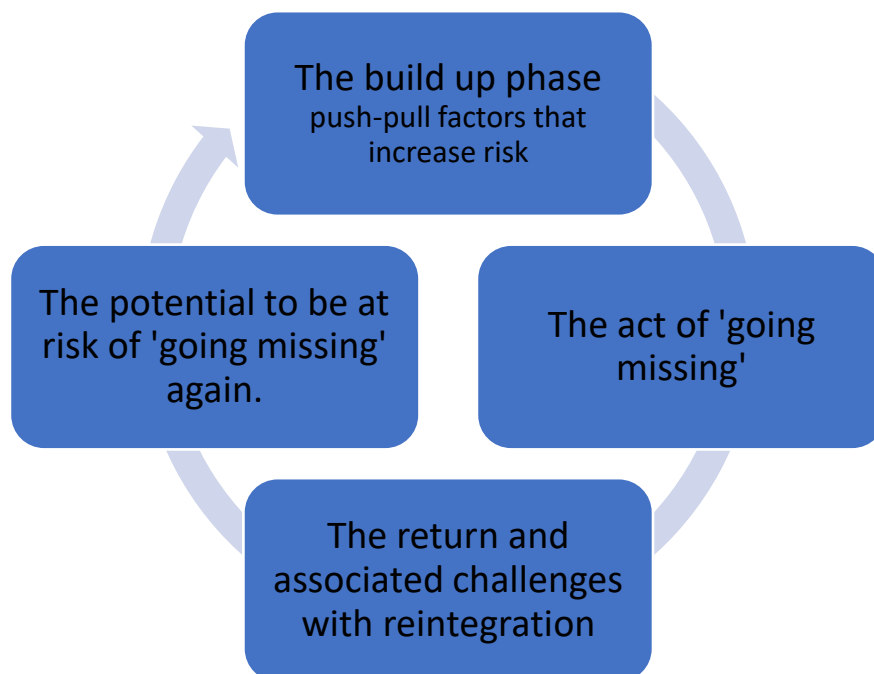 The build up phase
push-pull factors that
increase risk
The act of 'going
missing'
The return and
associated challenges
with reintegration
The potential to be at
risk of 'going missing'
again.